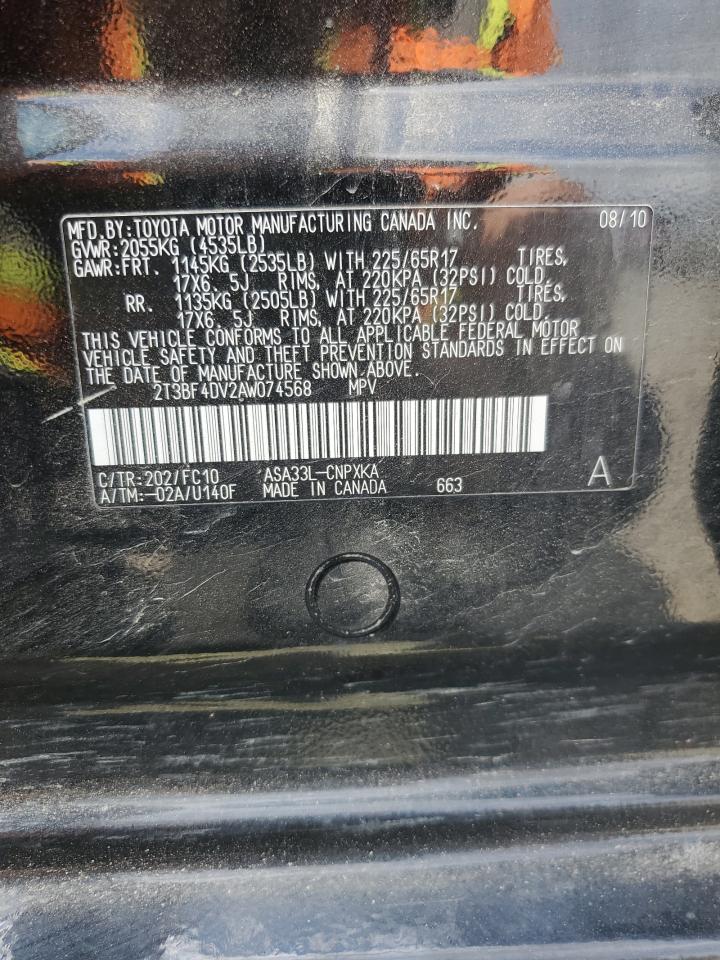 MFD.BY:TOYOTA MOTOR MANUFACTURING CANADA INC. 08/10
GVWR:2055KG (4535LB)
GAWR:FRT. 1145KG (2535LB) WITH 225/65R17 TIRES,
17X6. 5J RIMS, AT 220KPA (32PSI) COLD.
RR. 1135KG (2505LB) WITH 225/65R17 TIRES,
17X6. 5J RIMS, AT 220KPA (32PSI) COLD.
THIS VEHICLE CONFORMS TO ALL APPLICABLE FEDERAL MOTOR
VEHICLE SAFETY AND THEFT PREVENTION STANDARDS IN EFFECT ON
THE DATE OF MANUFACTURE SHOWN ABOVE.
2T3BF4DV2AW074568 MPV
C/TR:202/FC10 ASA33L-CNPXKA
A/TM:-02A/U140F MADE IN CANADA 663 A